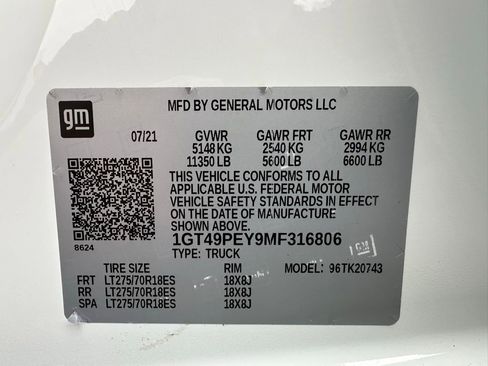 gm
MFD BY GENERAL MOTORS LLC
07/21 GVWR GAWR FRT GAWR RR
5148 KG 2540 KG 2994 KG
11350 LB 5600 LB 6600 LB
THIS VEHICLE CONFORMS TO ALL
APPLICABLE U.S. FEDERAL MOTOR
VEHICLE SAFETY STANDARDS IN EFFECT
ON THE DATE OF MANUFACTURE SHOWN ABOVE.
8624
1GT49PEY9MF316806
TYPE: TRUCK
GM
TIRE SIZE RIM MODEL: 96TK20743
FRT LT275/70R18ES 18X8J
RR LT275/70R18ES 18X8J
SPA LT275/70R18ES 18X8J